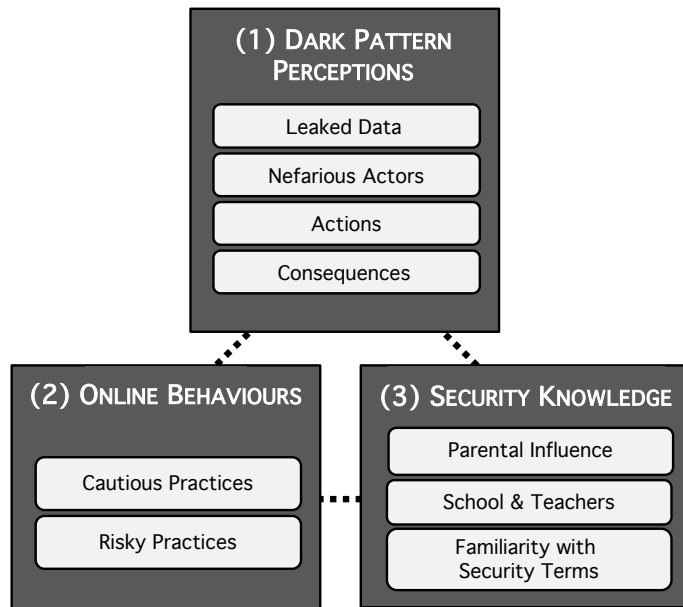 (1) DARK PATTERN
PERCEPTIONS
Leaked Data
Nefarious Actors
Actions
Consequences
(2) ONLINE BEHAVIOURS
Cautious Practices
Risky Practices
(3) SECURITY KNOWLEDGE
Parental Influence
School & Teachers
Familiarity with
Security Terms